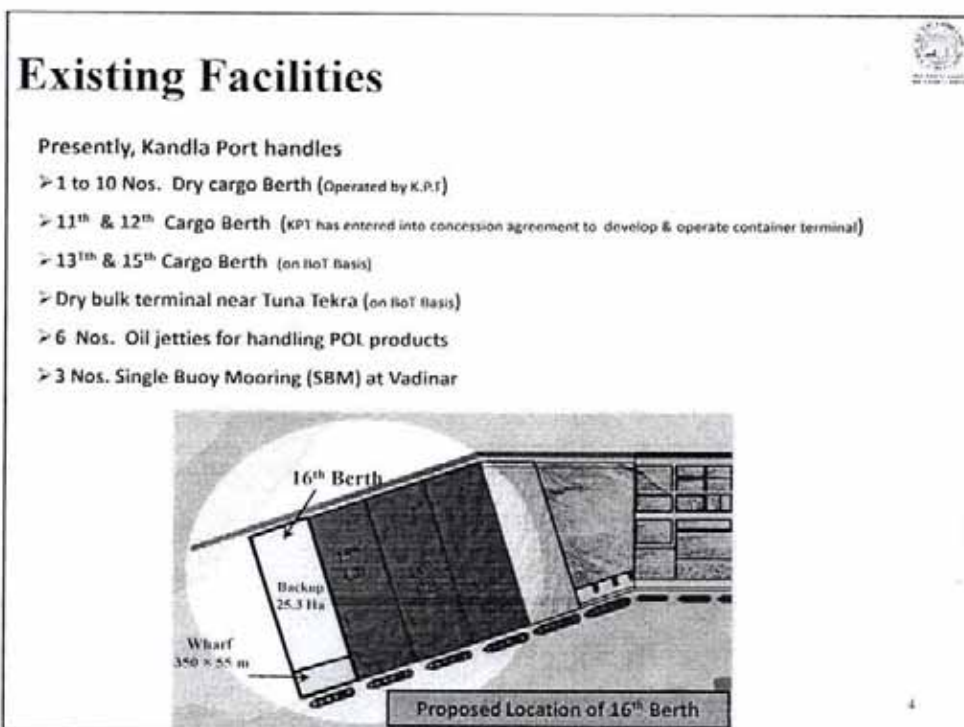 Existing Facilities
Presently, Kandla Port handles
➢ 1 to 10 Nos. Dry cargo Berth (Operated by K.P.T)
➢ 11th & 12th Cargo Berth (KPT has entered into concession agreement to develop & operate container terminal)
➢ 13Tth & 15th Cargo Berth (on BoT Basis)
➢ Dry bulk terminal near Tuna Tekra (on BoT Basis)
➢ 6 Nos. Oil jetties for handling POL products
➢ 3 Nos. Single Buoy Mooring (SBM) at Vadinar
16th Berth
Backup
25.3 Ha
Wharf
350 × 55 m
Proposed Location of 16th Berth
4